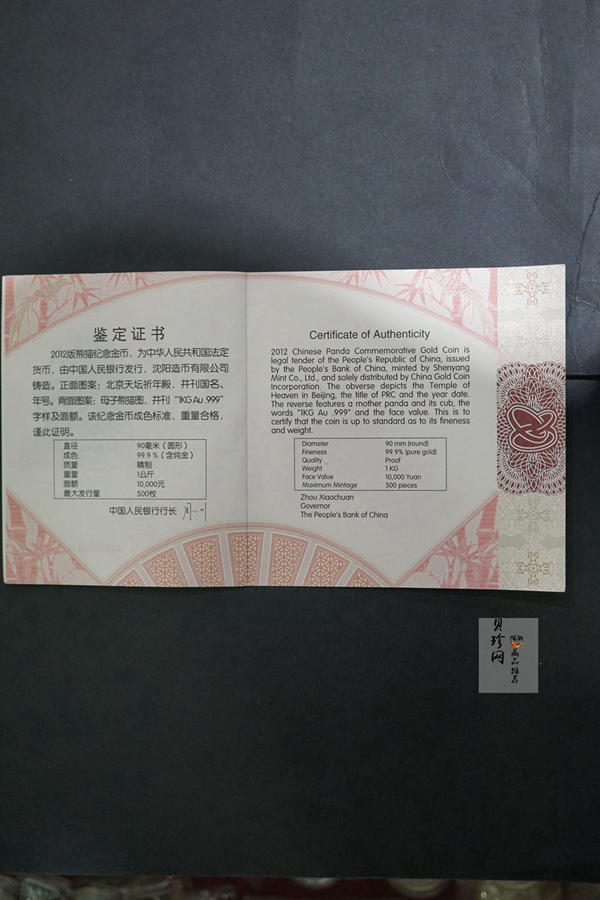 鉴定证书
2012版熊猫纪念金币，为中华人民共和国法定
货币，由中国人民银行发行，沈阳造币有限公司
铸造。正面图案：北京天坛祈年殿，并刊国名、
年号。背面图案：母子熊猫图，并刊“1KG Au .999”
字样及面额。该纪念金币成色标准，重量合格，
谨此证明。
直径 90毫米（圆形）
成色 99.9％（含纯金）
质量 精制
重量 1公斤
面额 10,000元
最大发行量 500枚
中国人民银行行长
Certificate of Authenticity
2012 Chinese Panda Commemorative Gold Coin is
legal tender of the People's Republic of China, issued
by the People's Bank of China, minted by Shenyang
Mint Co., Ltd., and solely distributed by China Gold Coin
Incorporation. The obverse depicts the Temple of
Heaven in Beijing, the title of PRC and the year date.
The reverse features a mother panda and its cub, the
words "1KG Au .999" and the face value. This is to
certify that the coin is up to standard as to its fineness
and weight.
Diameter 90 mm (round)
Fineness 99.9% (pure gold)
Quality Proof
Weight 1 KG
Face Value 10,000 Yuan
Maximum Mintage 500 pieces
Zhou Xiaochuan
Governor
The People's Bank of China
贝珍网
藏品推荐